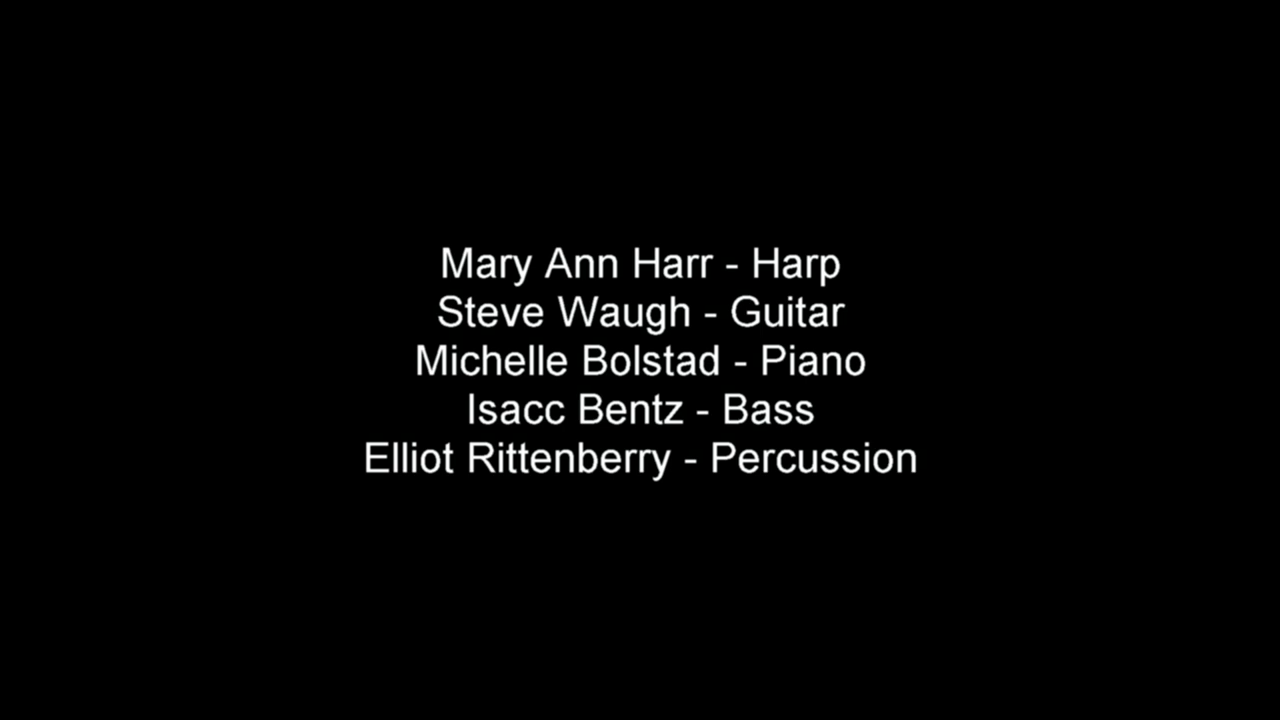 Mary Ann Harr - Harp
Steve Waugh - Guitar
Michelle Bolstad - Piano
Isacc Bentz - Bass
Elliot Rittenberry - Percussion